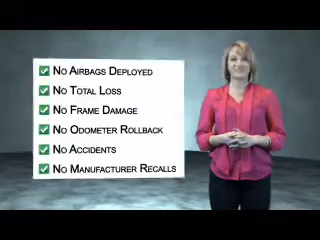 No Airbags Deployed
No Total Loss
No Frame Damage
No Odometer Rollback
No Accidents
No Manufacturer Recalls